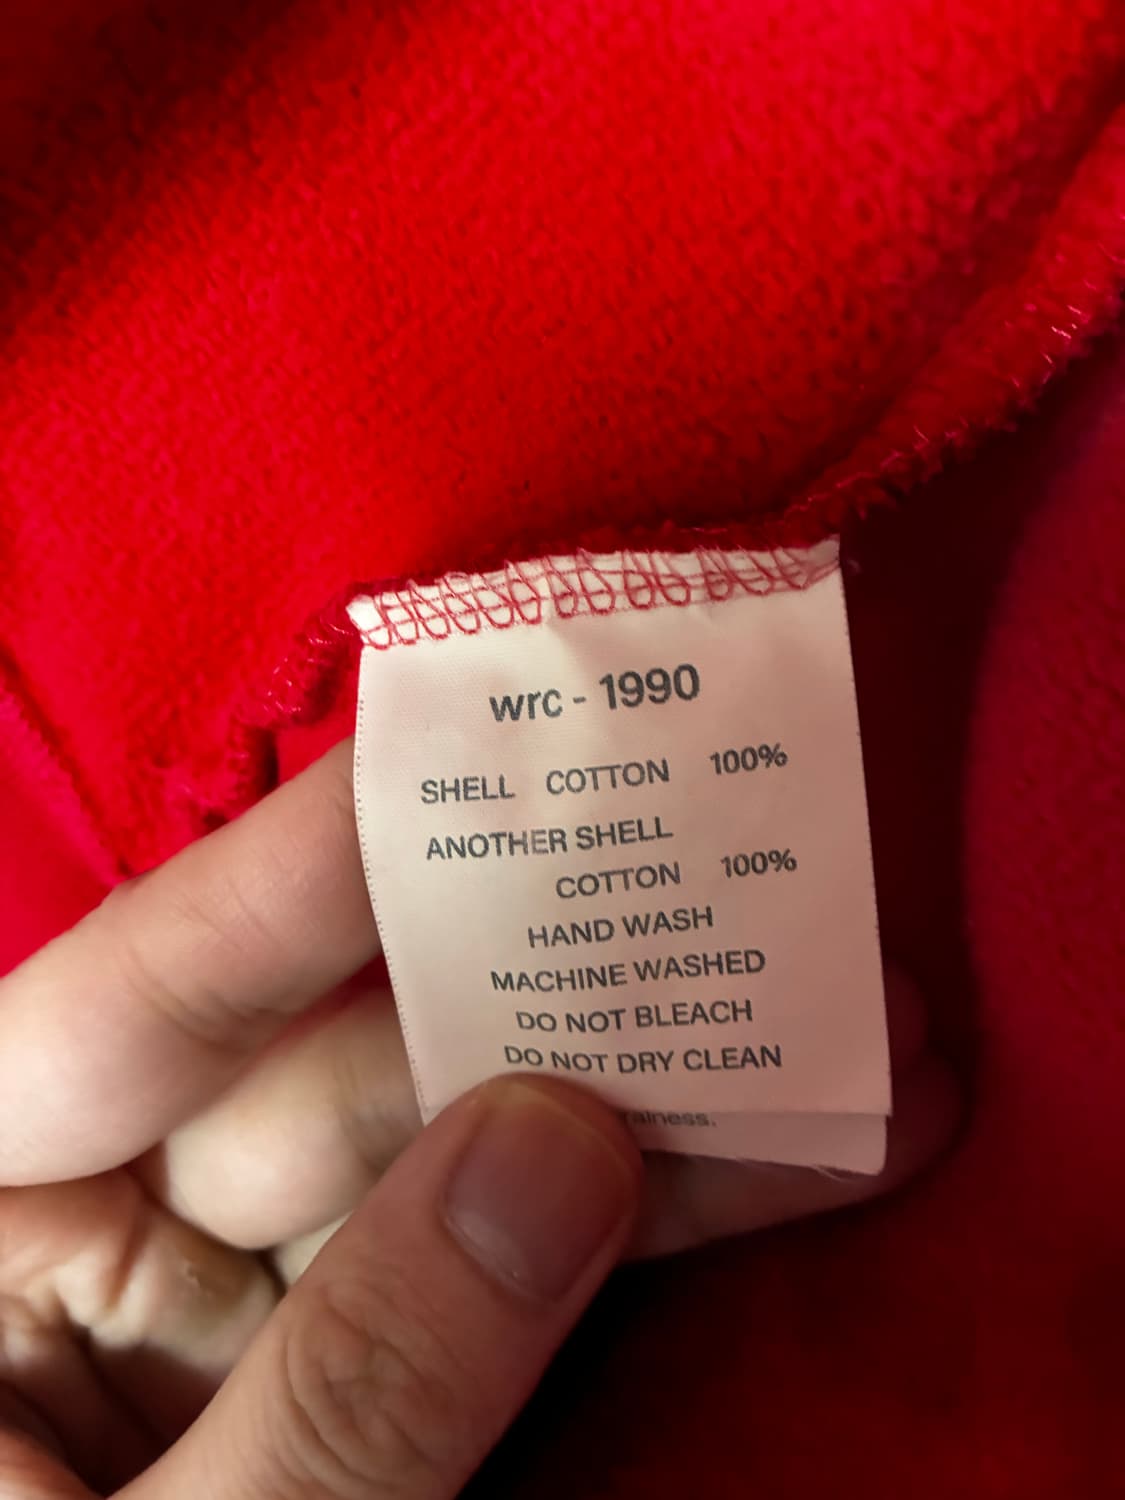 wrc - 1990
SHELL COTTON 100%
ANOTHER SHELL
COTTON 100%
HAND WASH
MACHINE WASHED
DO NOT BLEACH
DO NOT DRY CLEAN